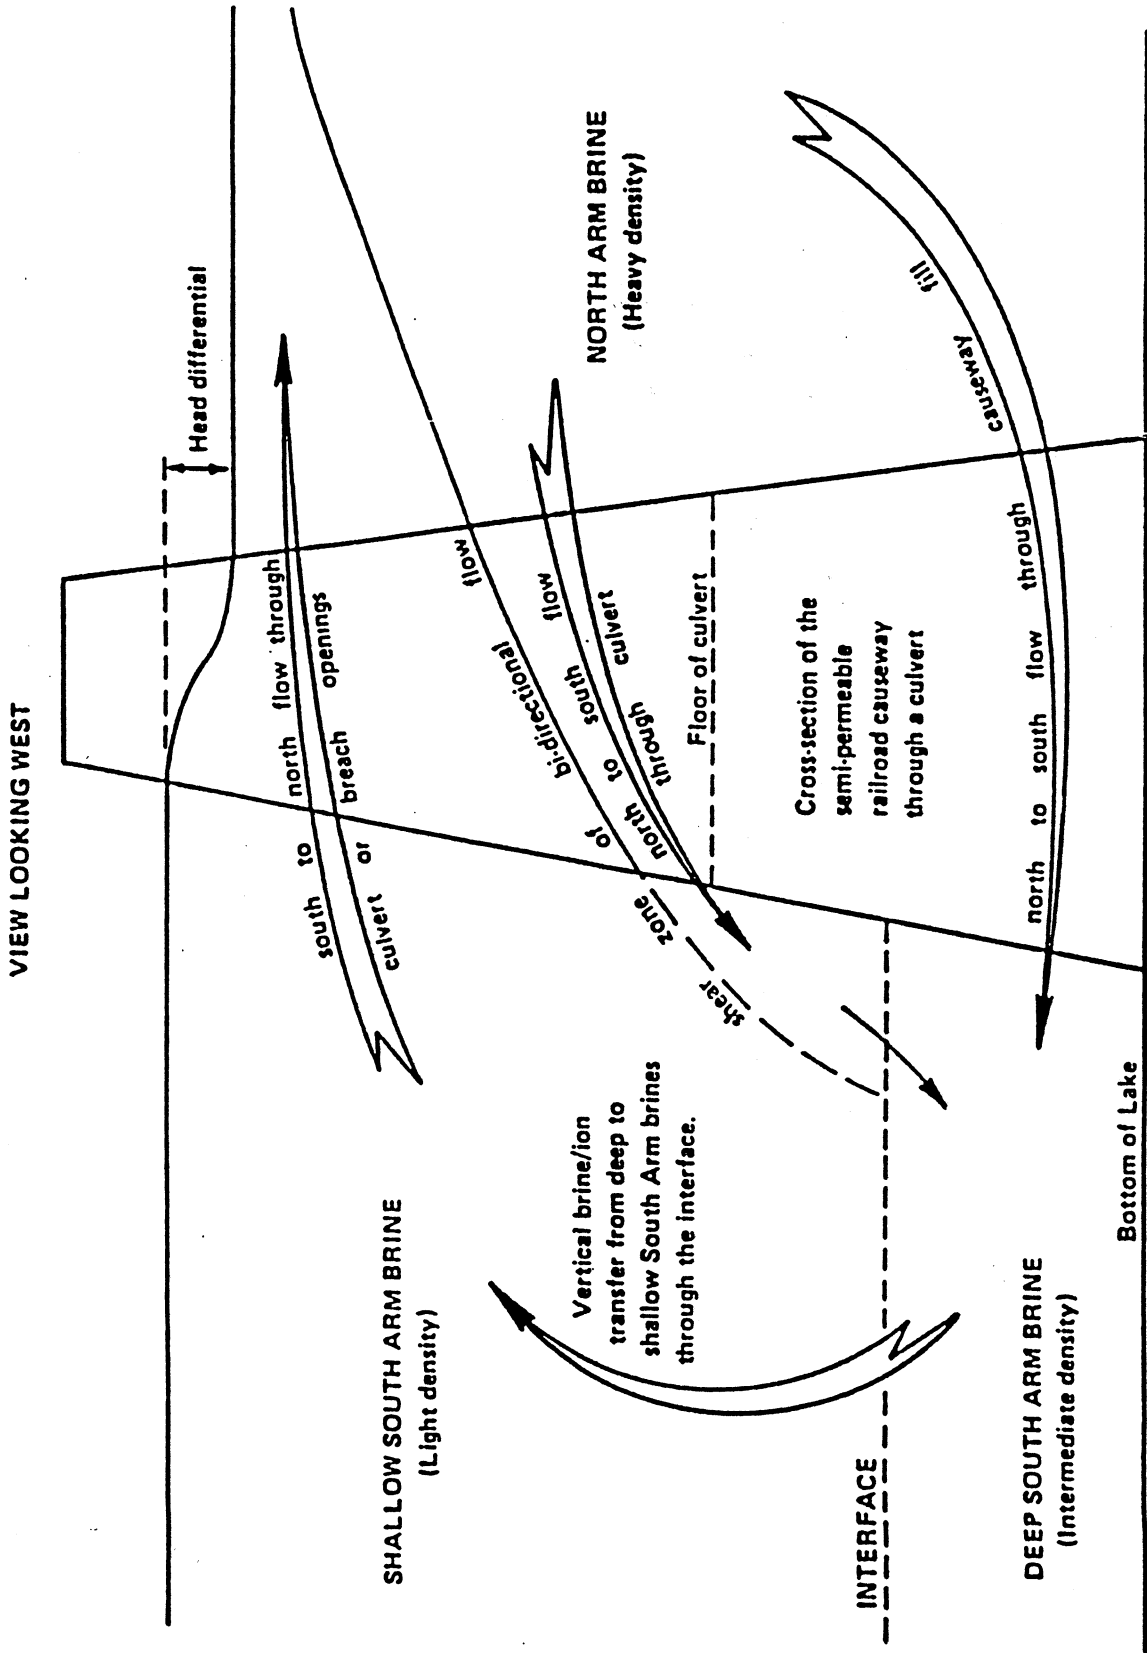 VIEW LOOKING WEST
Head differential
south to north flow through
culvert or breach openings
SHALLOW SOUTH ARM BRINE
(Light density)
NORTH ARM BRINE
(Heavy density)
shear zone of bi-directional flow
north to south flow
through culvert
Floor of culvert
Vertical brine/ion
transfer from deep to
shallow South Arm brines
through the interface.
Cross-section of the
semi-permeable
railroad causeway
through a culvert
INTERFACE
north to south flow through causeway fill
DEEP SOUTH ARM BRINE
(Intermediate density)
Bottom of Lake